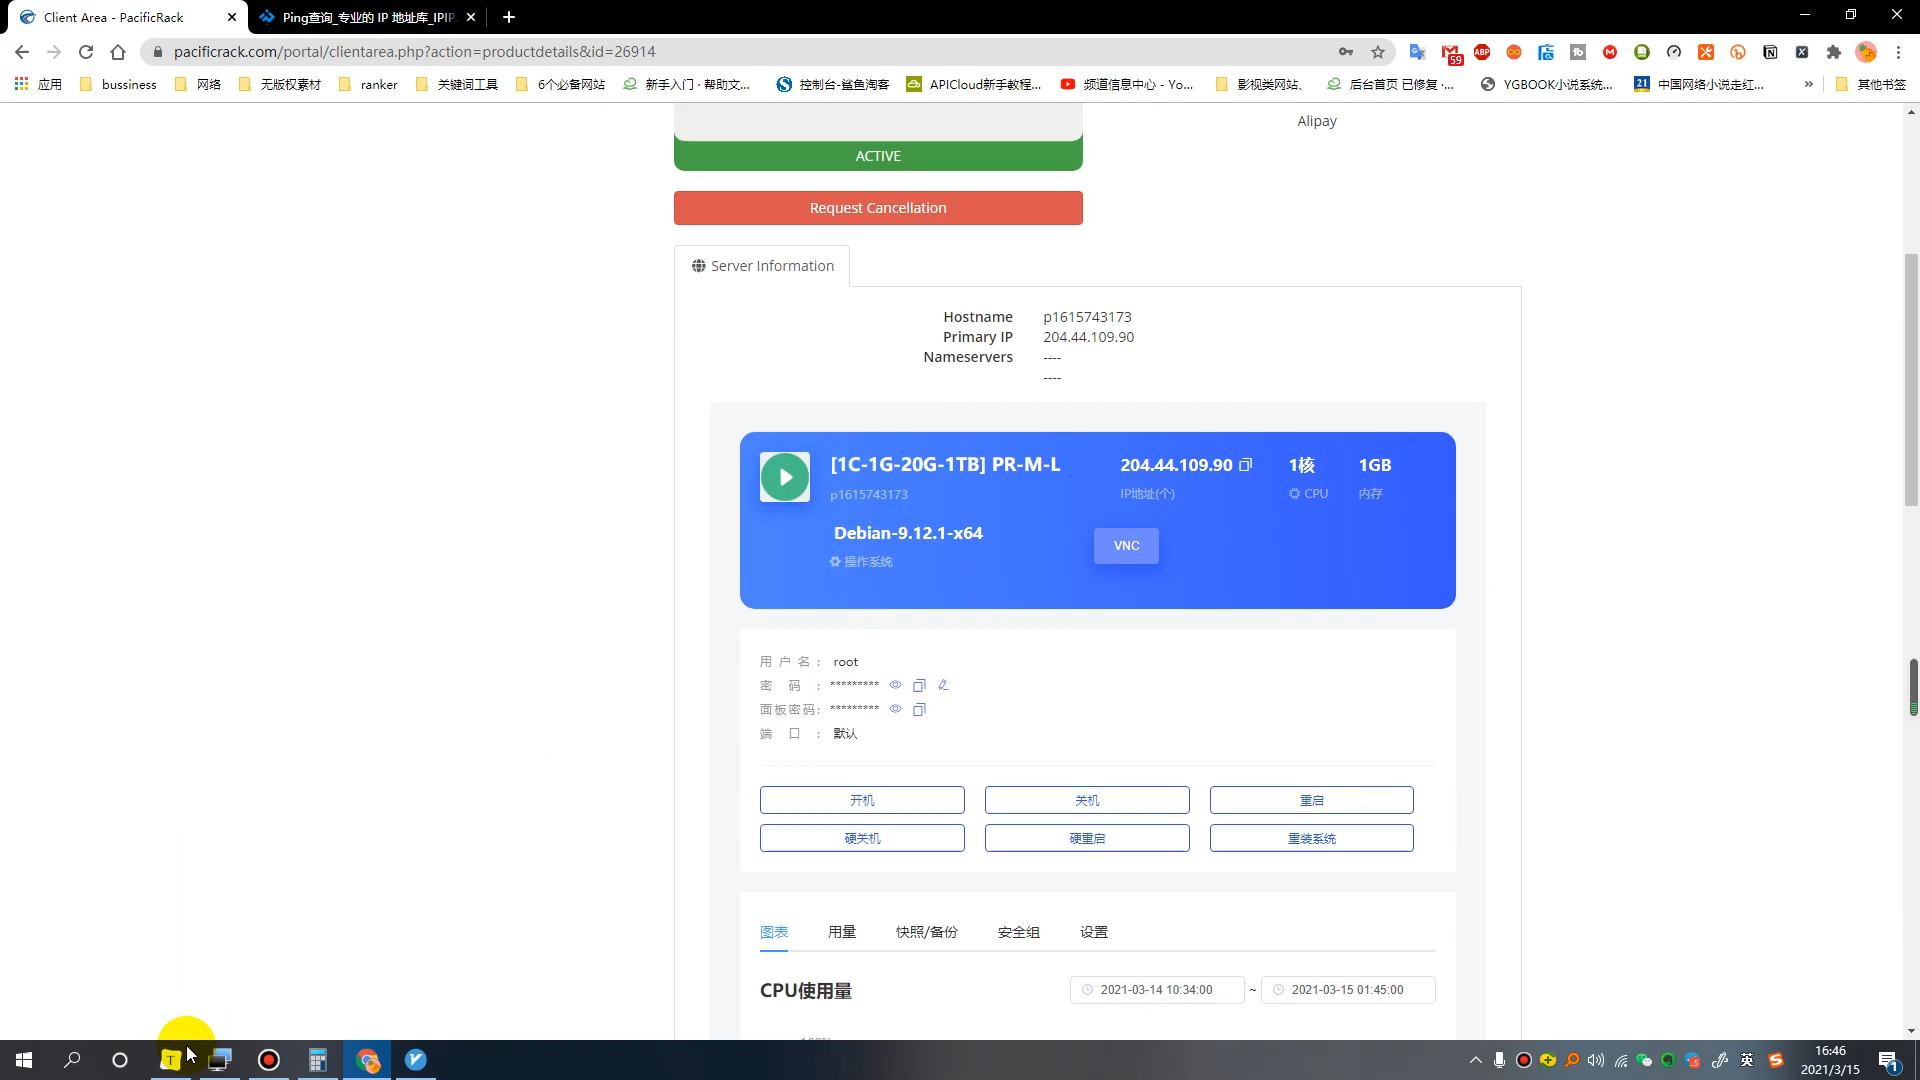 Client Area - PacificRack
Ping查询_专业的 IP 地址库_IPIP
pacificrack.com/portal/clientarea.php?action=productdetails&id=26914
59
ABP
应用
bussiness
网络
无版权素材
ranker
关键词工具
6个必备网站
新手入门 · 帮助文...
控制台-鲨鱼淘客
APICloud新手教程...
频道信息中心 - Yo...
影视类网站、
后台首页 已修复 ·...
YGBOOK小说系统...
21
中国网络小说走红...
»
其他书签
Alipay
ACTIVE
Request Cancellation
Server Information
Hostname p1615743173
Primary IP 204.44.109.90
Nameservers ----
----
[1C-1G-20G-1TB] PR-M-L
204.44.109.90
1核
1GB
p1615743173
IP地址(个)
CPU
内存
Debian-9.12.1-x64
VNC
操作系统
用 户 名 : root
密 码 : *********
面板密码: *********
端 口 : 默认
开机
关机
重启
硬关机
硬重启
重装系统
图表
用量
快照/备份
安全组
设置
CPU使用量
2021-03-14 10:34:00 ~ 2021-03-15 01:45:00
100%
T
英
16:46
2021/3/15
1